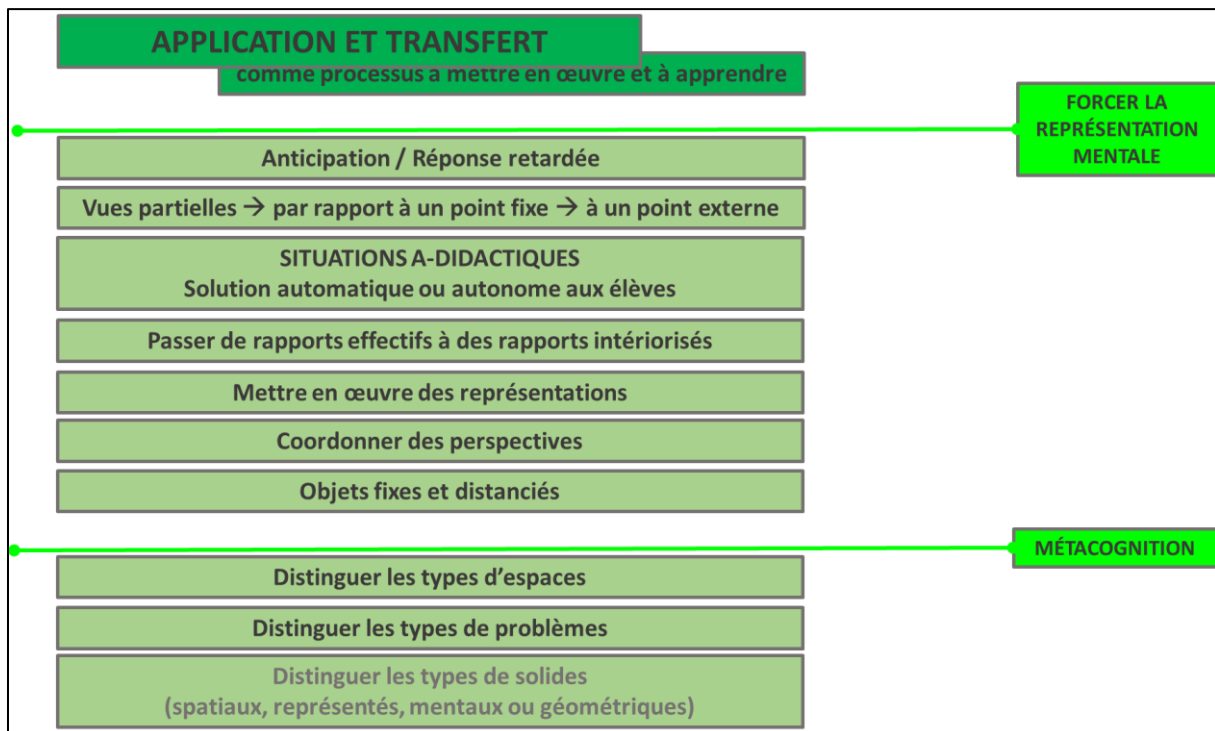 APPLICATION ET TRANSFERT
comme processus à mettre en œuvre et à apprendre
FORCER LA
REPRÉSENTATION
MENTALE
Anticipation / Réponse retardée
Vues partielles → par rapport à un point fixe → à un point externe
SITUATIONS A-DIDACTIQUES
Solution automatique ou autonome aux élèves
Passer de rapports effectifs à des rapports intériorisés
Mettre en œuvre des représentations
Coordonner des perspectives
Objets fixes et distanciés
MÉTACOGNITION
Distinguer les types d’espaces
Distinguer les types de problèmes
Distinguer les types de solides
(spatiaux, représentés, mentaux ou géométriques)